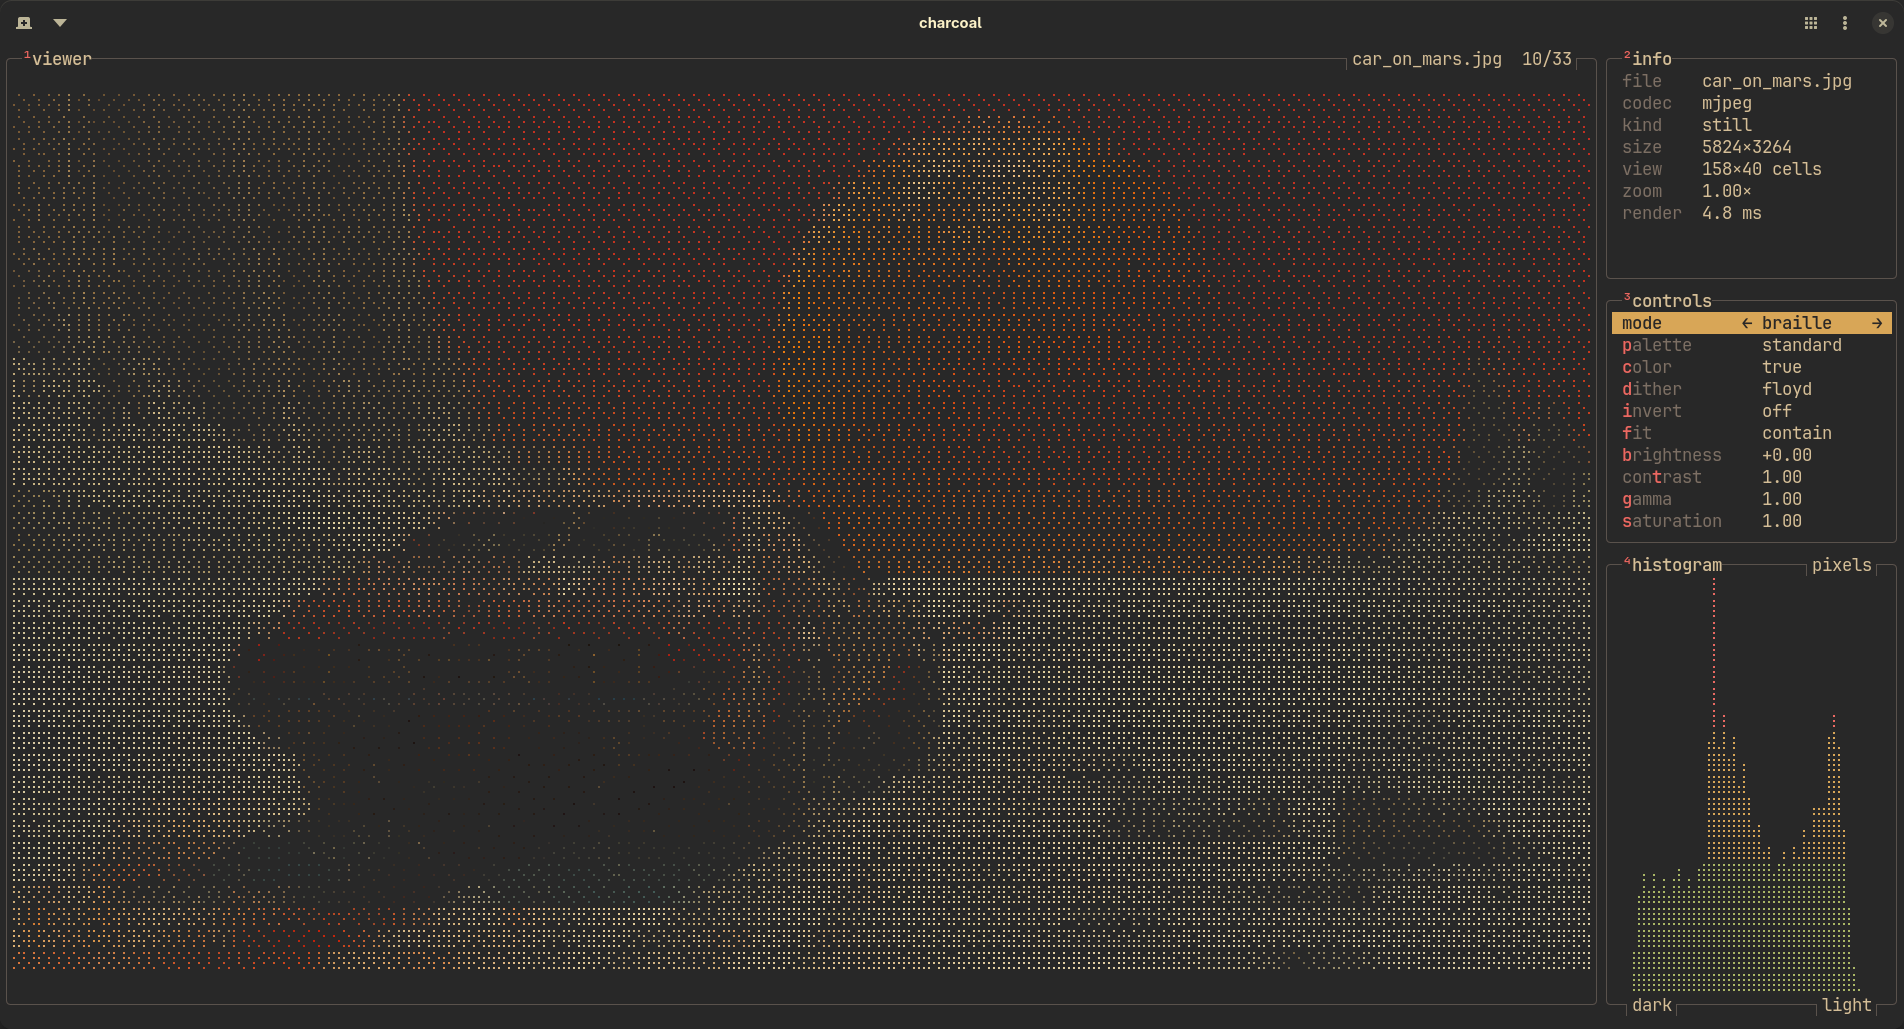 charcoal
¹viewer car_on_mars.jpg 10/33
²info
file car_on_mars.jpg
codec mjpeg
kind still
size 5824×3264
view 158×40 cells
zoom 1.00×
render 4.8 ms
³controls
mode ← braille →
palette standard
color true
dither floyd
invert off
fit contain
brightness +0.00
contrast 1.00
gamma 1.00
saturation 1.00
⁴histogram pixels
dark light